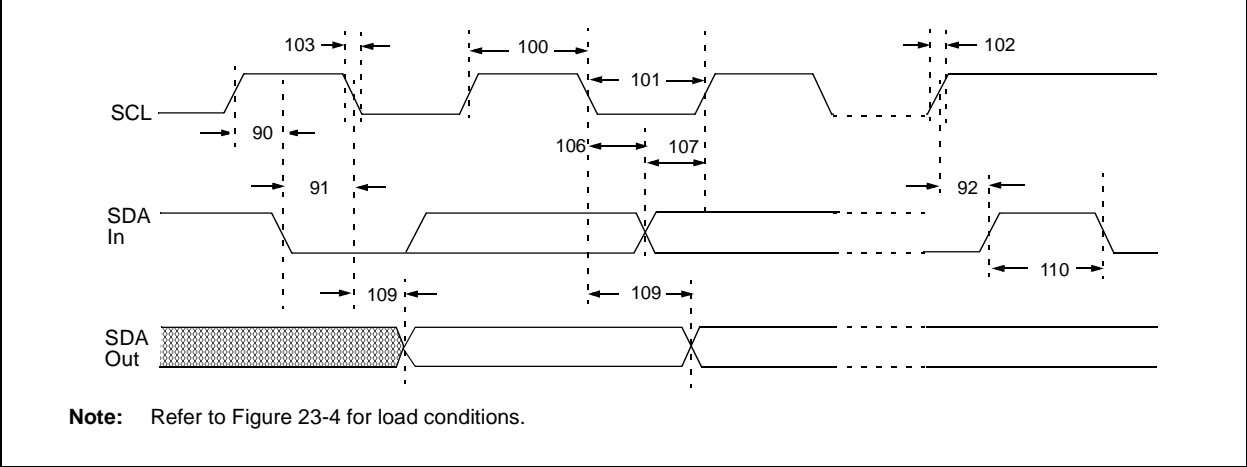 103
100
102
101
SCL
90
106
107
91
92
SDA
In
110
109
109
SDA
Out
Note: Refer to Figure 23-4 for load conditions.